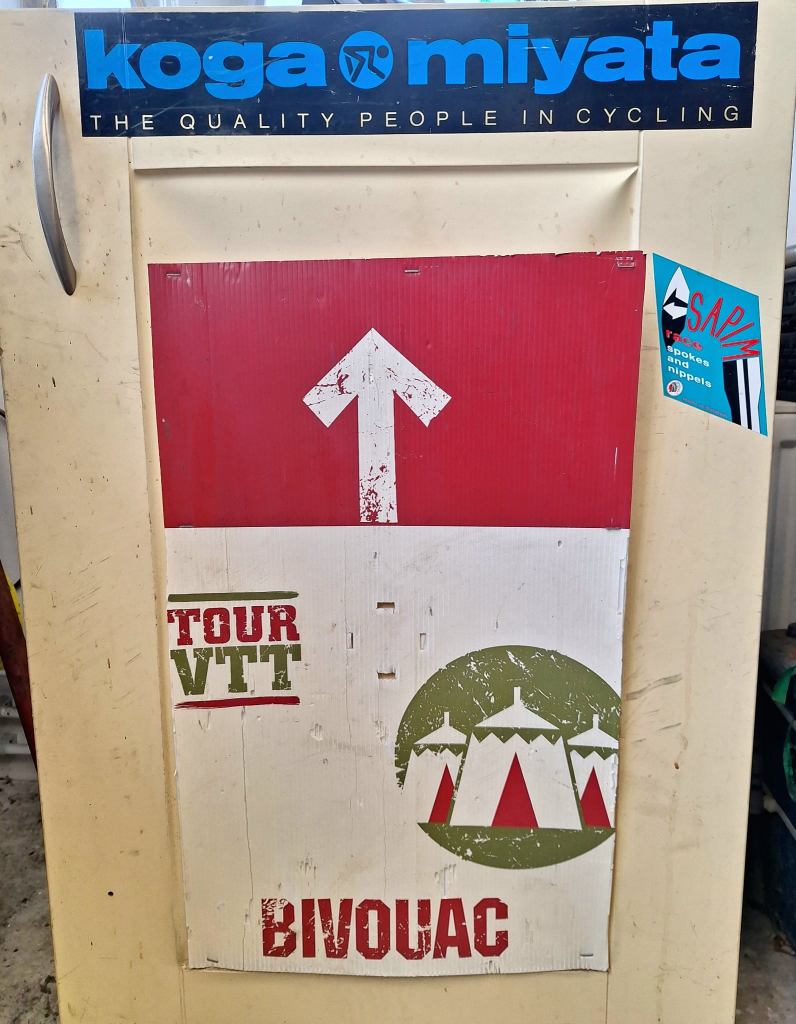 koga miyata
THE QUALITY PEOPLE IN CYCLING
SAPIM
race
spokes
and
nippels
TOUR
VTT
BIVOUAC